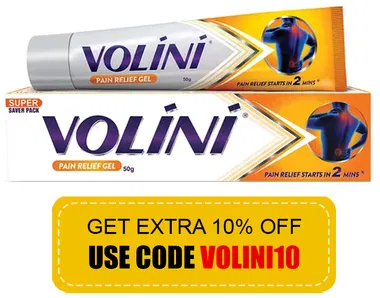 VOLINI
PAIN RELIEF GEL
50g
PAIN RELIEF STARTS IN 2 MINS*
SUPER
SAVER PACK
VOLINI®
PAIN RELIEF GEL
50g
PAIN RELIEF STARTS IN 2 MINS*
GET EXTRA 10% OFF
USE CODE VOLINI10